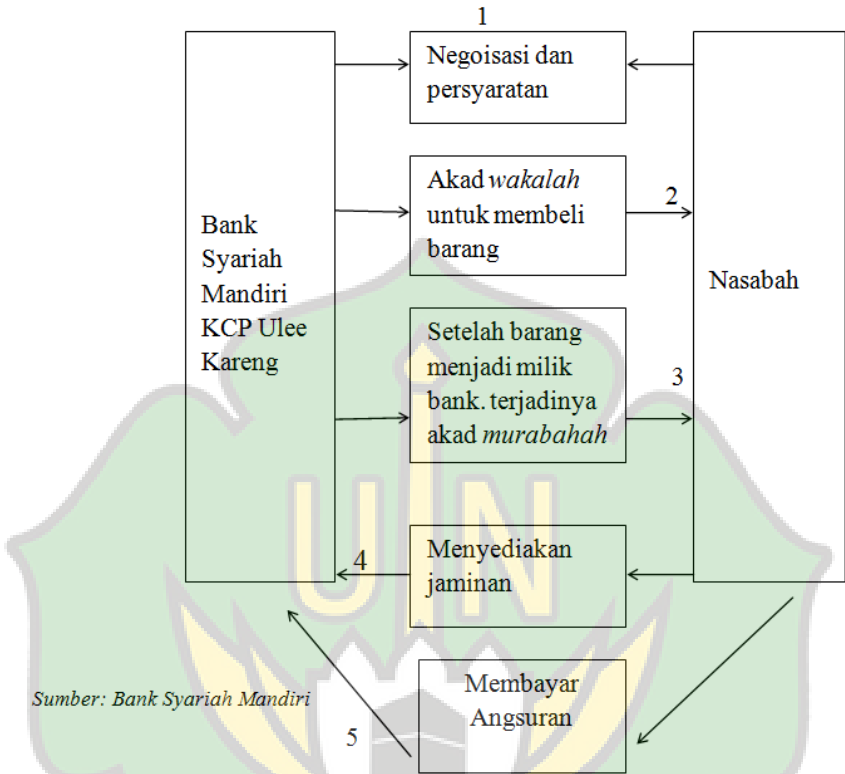 1
Negoisasi dan
persyaratan
Akad wakalah
untuk membeli
barang
2
Bank
Syariah
Mandiri
KCP Ulee
Kareng
Nasabah
Setelah barang
menjadi milik
bank. terjadinya
akad murabahah
3
Menyediakan
jaminan
4
Membayar
Angsuran
5
Sumber: Bank Syariah Mandiri
UIN